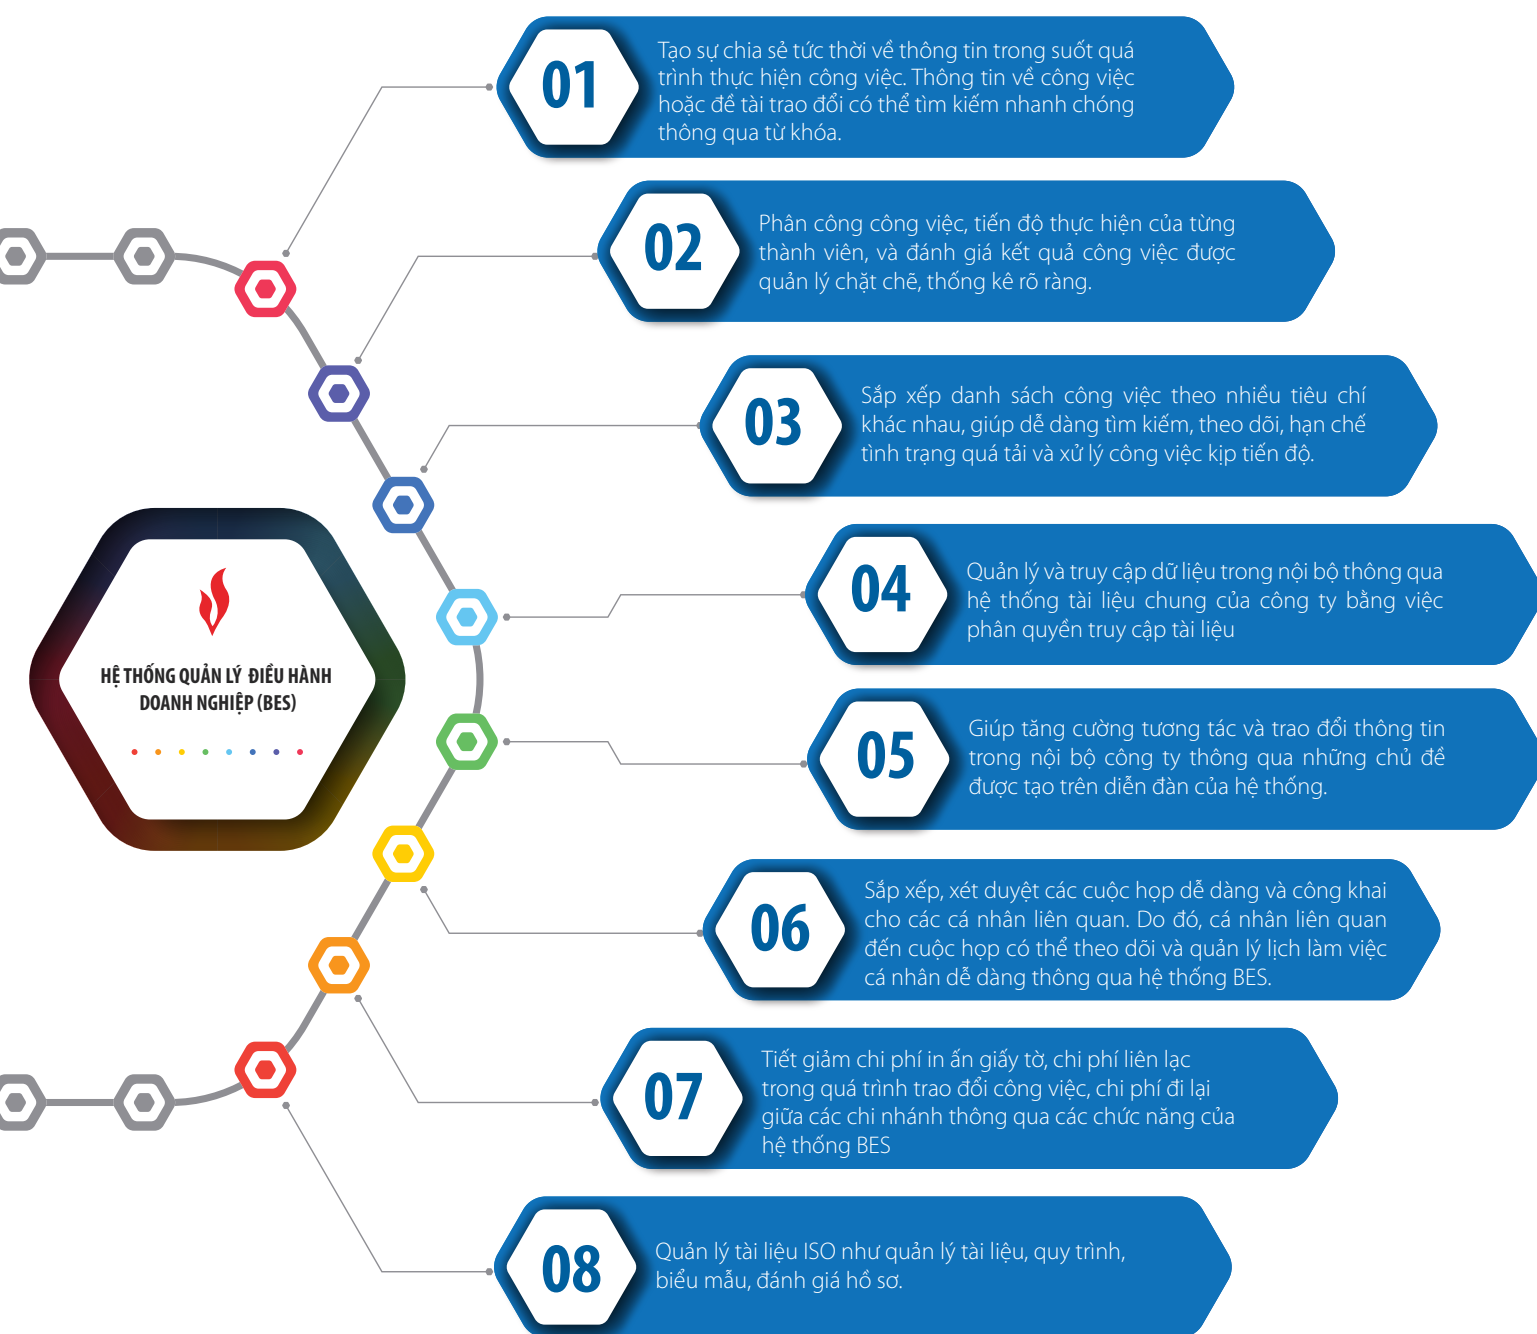 01
Tạo sự chia sẻ tức thời về thông tin trong suốt quá
trình thực hiện công việc. Thông tin về công việc
hoặc đề tài trao đổi có thể tìm kiếm nhanh chóng
thông qua từ khóa.
02
Phân công công việc, tiến độ thực hiện của từng
thành viên, và đánh giá kết quả công việc được
quản lý chặt chẽ, thống kê rõ ràng.
03
Sắp xếp danh sách công việc theo nhiều tiêu chí
khác nhau, giúp dễ dàng tìm kiếm, theo dõi, hạn chế
tình trạng quá tải và xử lý công việc kịp tiến độ.
HỆ THỐNG QUẢN LÝ ĐIỀU HÀNH
DOANH NGHIỆP (BES)
04
Quản lý và truy cập dữ liệu trong nội bộ thông qua
hệ thống tài liệu chung của công ty bằng việc
phân quyền truy cập tài liệu
05
Giúp tăng cường tương tác và trao đổi thông tin
trong nội bộ công ty thông qua những chủ đề
được tạo trên diễn đàn của hệ thống.
06
Sắp xếp, xét duyệt các cuộc họp dễ dàng và công khai
cho các cá nhân liên quan. Do đó, cá nhân liên quan
đến cuộc họp có thể theo dõi và quản lý lịch làm việc
cá nhân dễ dàng thông qua hệ thống BES.
07
Tiết giảm chi phí in ấn giấy tờ, chi phí liên lạc
trong quá trình trao đổi công việc, chi phí đi lại
giữa các chi nhánh thông qua các chức năng của
hệ thống BES
08
Quản lý tài liệu ISO như quản lý tài liệu, quy trình,
biểu mẫu, đánh giá hồ sơ.